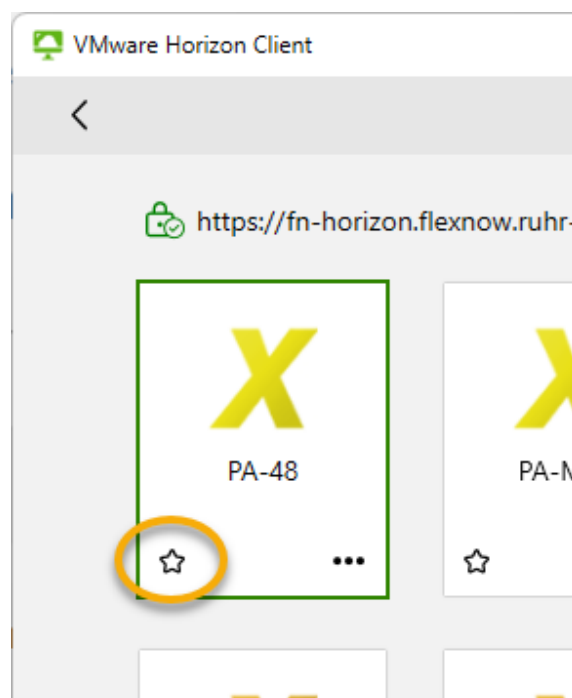 VMware Horizon Client
https://fn-horizon.flexnow.ruhr-
X
PA-48
PA-